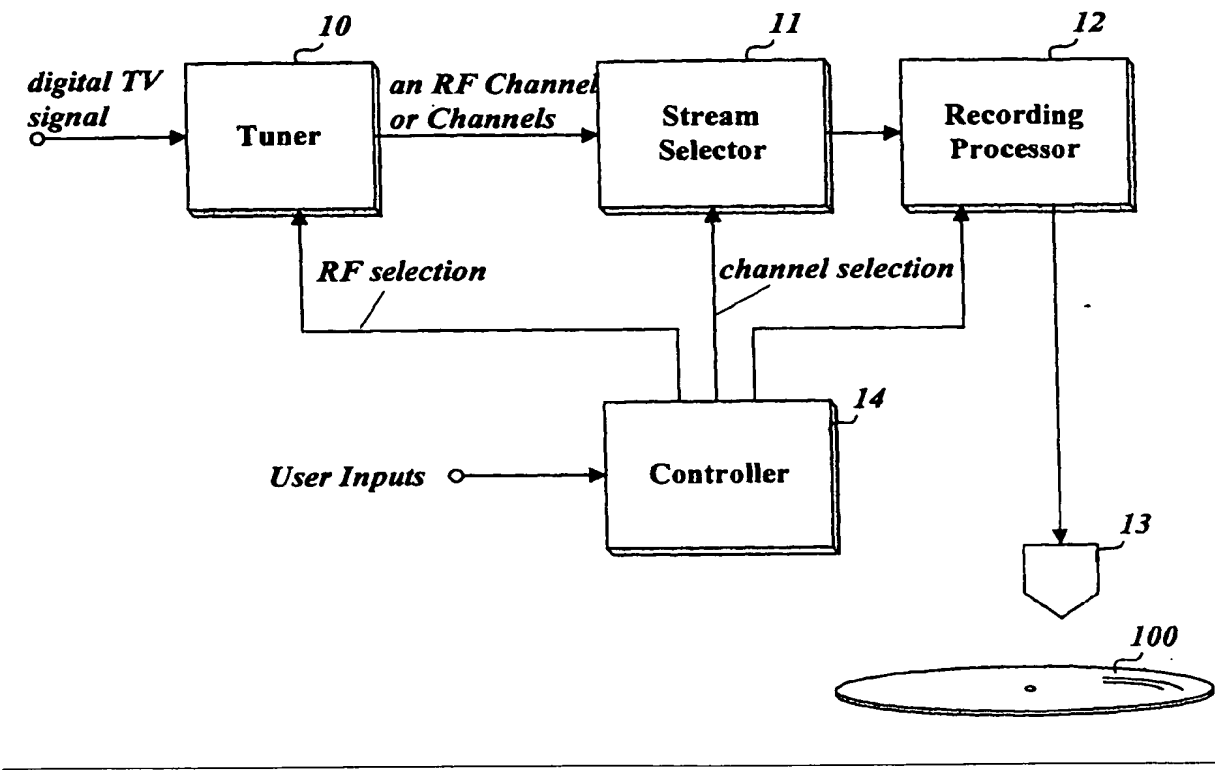 10
11
12
digital TV
signal
Tuner
an RF Channel
or Channels
Stream
Selector
Recording
Processor
RF selection
channel selection
14
User Inputs
Controller
13
100